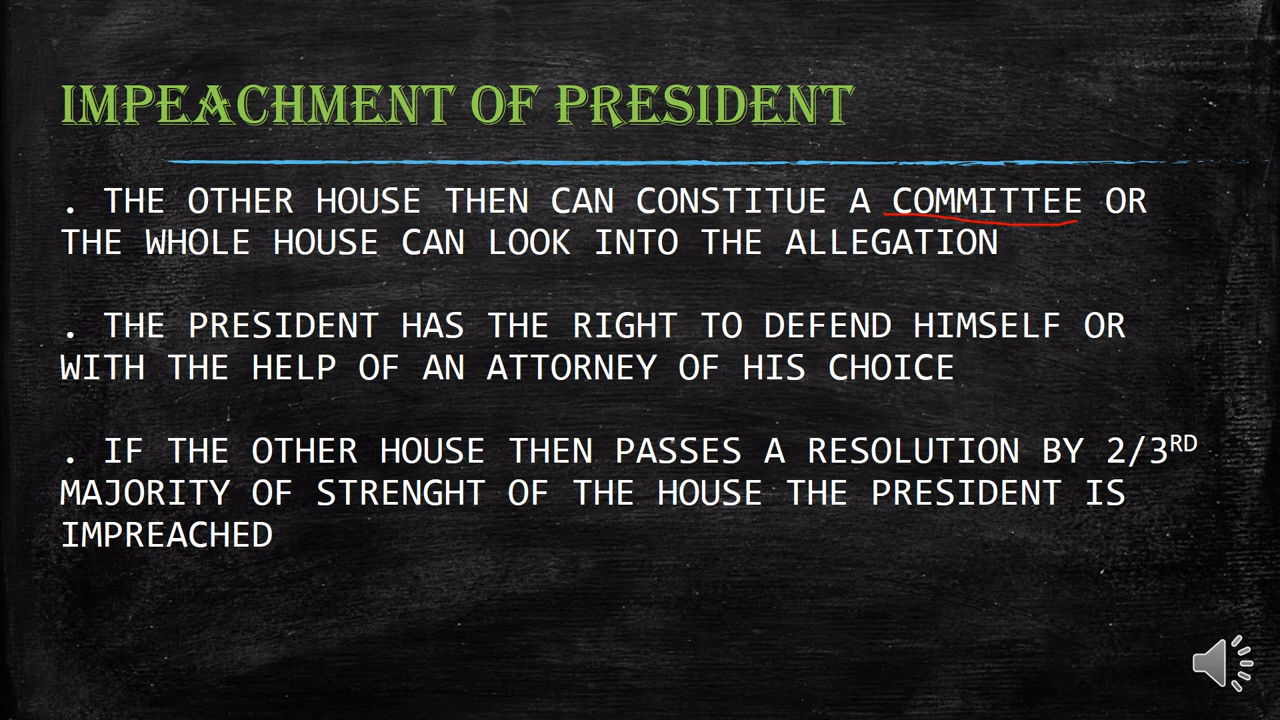 IMPEACHMENT OF PRESIDENT
. THE OTHER HOUSE THEN CAN CONSTITUE A COMMITTEE OR
THE WHOLE HOUSE CAN LOOK INTO THE ALLEGATION
. THE PRESIDENT HAS THE RIGHT TO DEFEND HIMSELF OR
WITH THE HELP OF AN ATTORNEY OF HIS CHOICE
. IF THE OTHER HOUSE THEN PASSES A RESOLUTION BY 2/3RD
MAJORITY OF STRENGHT OF THE HOUSE THE PRESIDENT IS
IMPREACHED